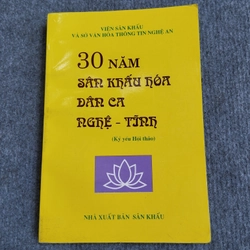 VIỆN SÂN KHẤU
VÀ SỞ VĂN HÓA THÔNG TIN NGHỆ AN
30 NĂM
SÂN KHẤU HÓA
DÂN CA
NGHỆ - TĨNH
(Kỷ yếu Hội thảo)
NHÀ XUẤT BẢN SÂN KHẤU